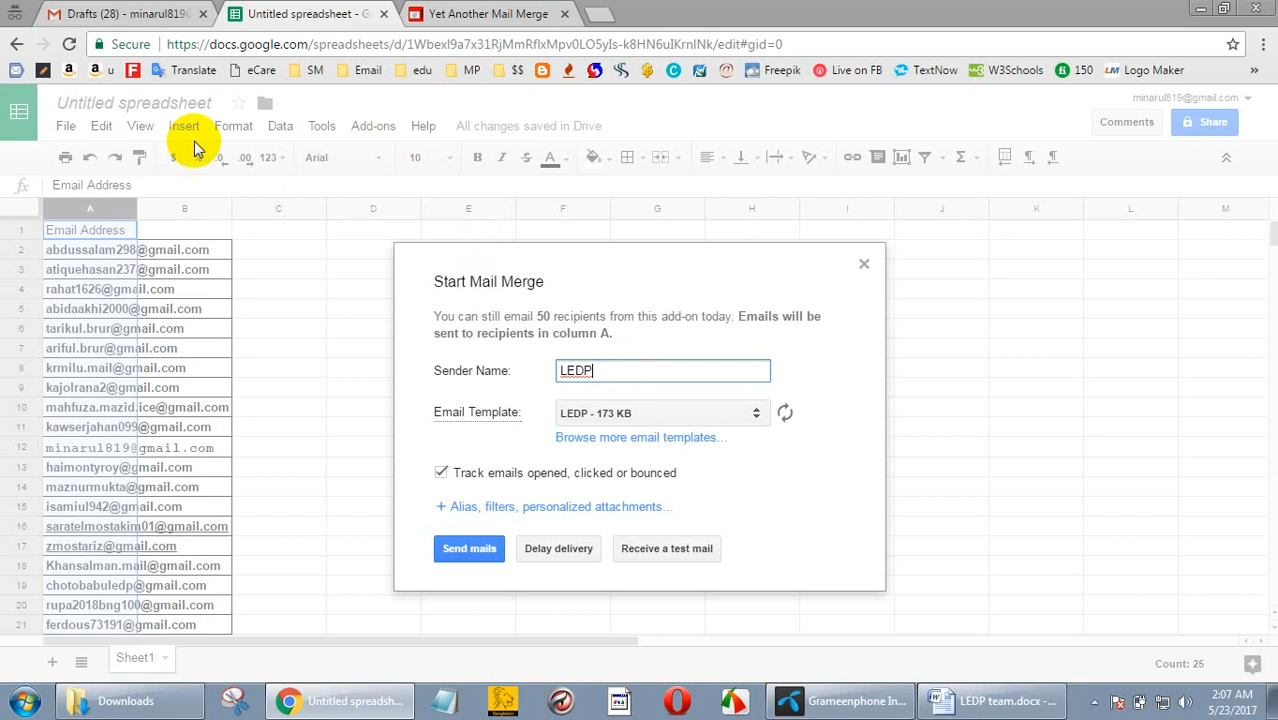 Drafts (28) - minarul819@
Untitled spreadsheet - G
Yet Another Mail Merge
Secure https://docs.google.com/spreadsheets/d/1Wbexl9a7x31RjMmRflxMpv0LO5yIs-k8HN6uIKrnINk/edit#gid=0
Translate eCare SM Email edu MP $$ Freepik Live on FB TextNow W3Schools 150 Logo Maker
Untitled spreadsheet
minarul819@gmail.com
File Edit View Insert Format Data Tools Add-ons Help All changes saved in Drive
Comments Share
$ % .0 .00 123 Arial 10 B I S A
fx Email Address
A B C D E F G H I J K L M
1 Email Address
2 abdussalam298@gmail.com
3 atiquehasan237@gmail.com
4 rahat1626@gmail.com
5 abidaakhi2000@gmail.com
6 tarikul.brur@gmail.com
7 ariful.brur@gmail.com
8 krmilu.mail@gmail.com
9 kajolrana2@gmail.com
10 mahfuza.mazid.ice@gmail.com
11 kawserjahan099@gmail.com
12 minarul819@gmail.com
13 haimontyroy@gmail.com
14 maznurmukta@gmail.com
15 isamiul942@gmail.com
16 saratelmostakim01@gmail.com
17 zmostariz@gmail.com
18 Khansalman.mail@gmail.com
19 chotobabuledp@gmail.com
20 rupa2018bng100@gmail.com
21 ferdous73191@gmail.com
Start Mail Merge
You can still email 50 recipients from this add-on today. Emails will be
sent to recipients in column A.
Sender Name: LEDP
Email Template: LEDP - 173 KB
Browse more email templates...
Track emails opened, clicked or bounced
+ Alias, filters, personalized attachments...
Send mails Delay delivery Receive a test mail
Sheet1
Count: 25
Downloads
Untitled spreadsh...
Grameenphone In...
LEDP team.docx -...
2:07 AM
5/23/2017